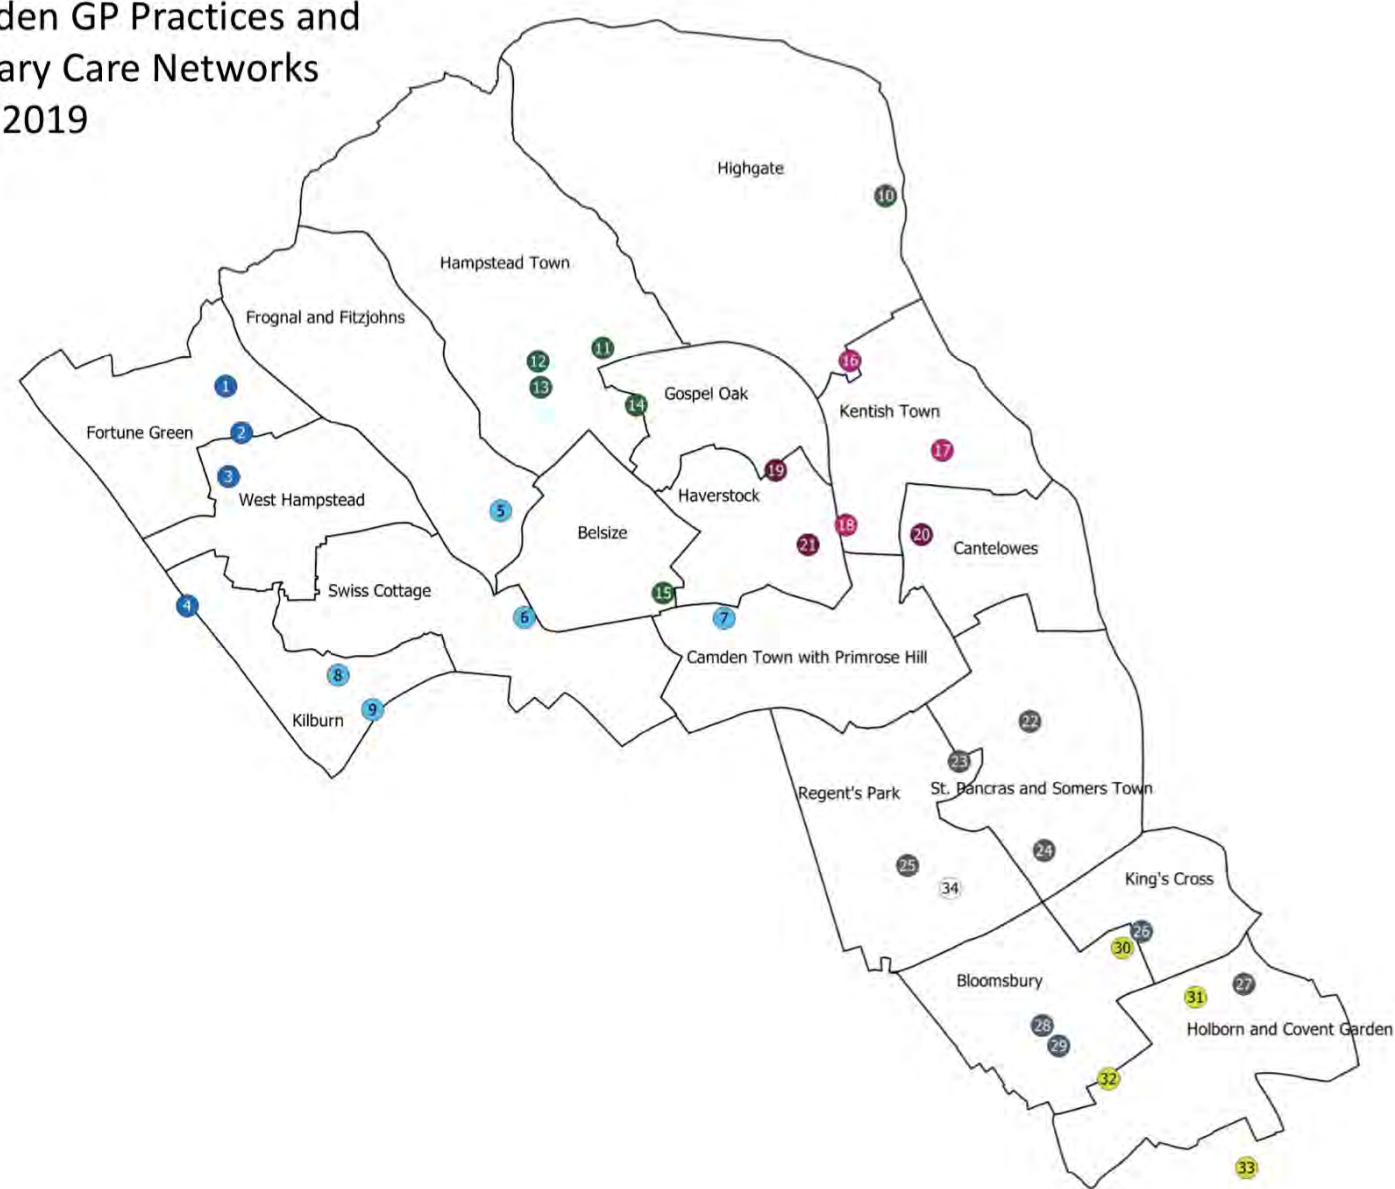 den GP Practices and
ary Care Networks
2019
Highgate
10
Hampstead Town
Frognal and Fitzjohns
11
12
16
13
1
Gospel Oak
14
Kentish Town
Fortune Green
2
17
19
3
West Hampstead
Haverstock
5
18
Belsize
20
21
Cantelowes
Swiss Cottage
15
4
6
7
Camden Town with Primrose Hill
8
9
Kilburn
22
23
Regent's Park
St. Pancras and Somers Town
24
25
34
King's Cross
26
30
Bloomsbury
27
31
28
Holborn and Covent Garden
29
32
33